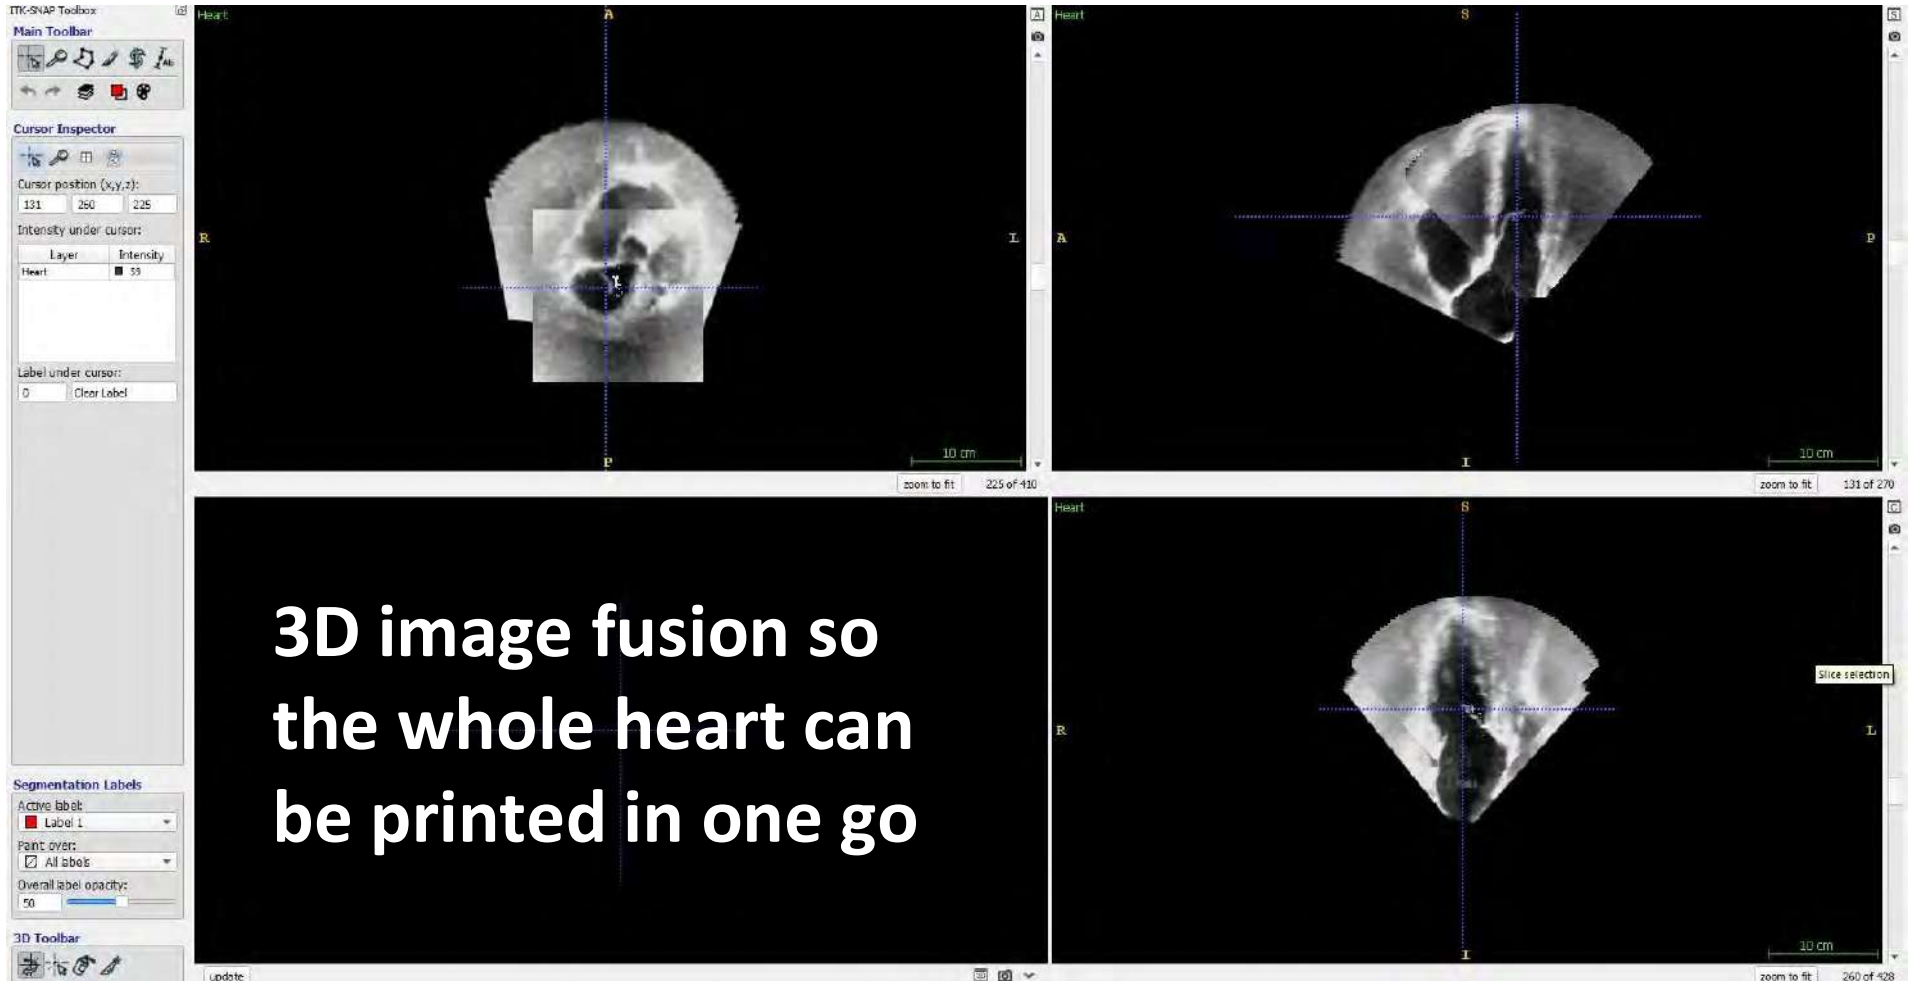 ITK-SNAP Toolbox
Main Toolbar
Cursor Inspector
Cursor position (x,y,z):
131 260 225
Intensity under cursor:
Layer Intensity
Heart 59
Label under cursor:
0 Clear Label
Segmentation Labels
Active label:
Label 1
Paint over:
All labels
Overall label opacity:
50
3D Toolbar
Heart
A
A
R
L
10 cm
P
zoom to fit 225 of 410
Heart
S
S
A
P
10 cm
I
zoom to fit 131 of 270
3D image fusion so
the whole heart can
be printed in one go
update
Heart
S
C
Slice selection
R
L
10 cm
I
zoom to fit 260 of 428